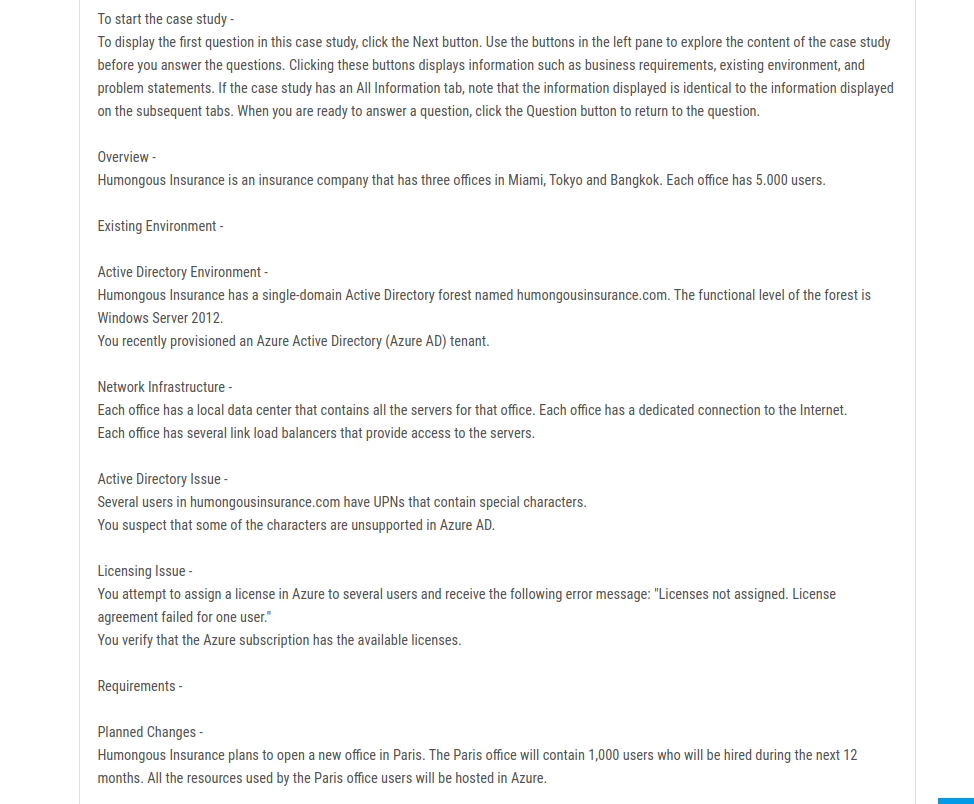 To start the case study -
To display the first question in this case study, click the Next button. Use the buttons in the left pane to explore the content of the case study
before you answer the questions. Clicking these buttons displays information such as business requirements, existing environment, and
problem statements. If the case study has an All Information tab, note that the information displayed is identical to the information displayed
on the subsequent tabs. When you are ready to answer a question, click the Question button to return to the question.
Overview -
Humongous Insurance is an insurance company that has three offices in Miami, Tokyo and Bangkok. Each office has 5.000 users.
Existing Environment -
Active Directory Environment -
Humongous Insurance has a single-domain Active Directory forest named humongousinsurance.com. The functional level of the forest is
Windows Server 2012.
You recently provisioned an Azure Active Directory (Azure AD) tenant.
Network Infrastructure -
Each office has a local data center that contains all the servers for that office. Each office has a dedicated connection to the Internet.
Each office has several link load balancers that provide access to the servers.
Active Directory Issue -
Several users in humongousinsurance.com have UPNs that contain special characters.
You suspect that some of the characters are unsupported in Azure AD.
Licensing Issue -
You attempt to assign a license in Azure to several users and receive the following error message: "Licenses not assigned. License
agreement failed for one user."
You verify that the Azure subscription has the available licenses.
Requirements -
Planned Changes -
Humongous Insurance plans to open a new office in Paris. The Paris office will contain 1,000 users who will be hired during the next 12
months. All the resources used by the Paris office users will be hosted in Azure.